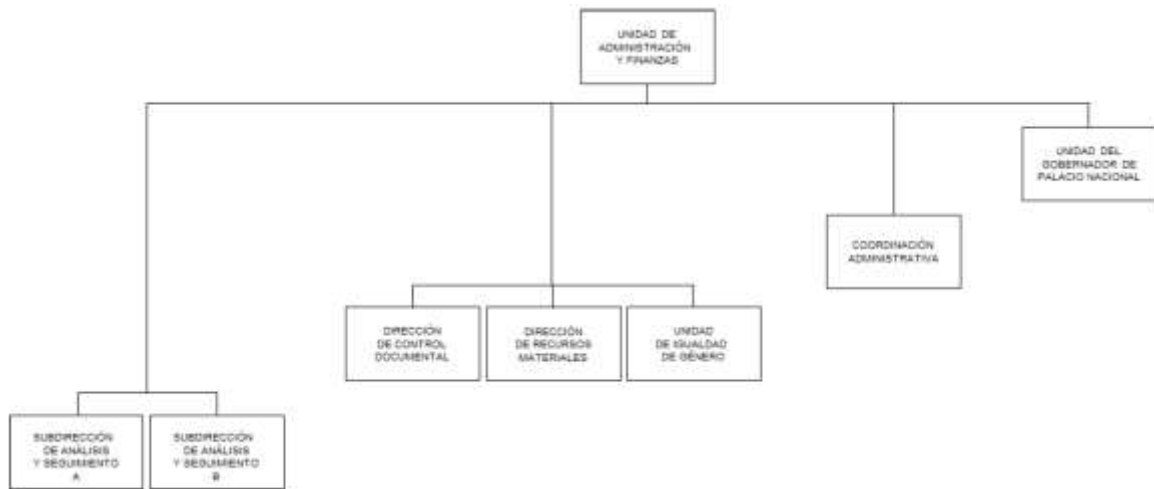 UNIDAD DE
ADMINISTRACIÓN
Y FINANZAS
UNIDAD DEL
GOBERNADOR DE
PALACIO NACIONAL
COORDINACIÓN
ADMINISTRATIVA
DIRECCIÓN
DE CONTROL
DOCUMENTAL
DIRECCIÓN
DE RECURSOS
MATERIALES
UNIDAD
DE IGUALDAD
DE GÉNERO
SUBDIRECCIÓN
DE ANÁLISIS
Y SEGUIMIENTO
A
SUBDIRECCIÓN
DE ANÁLISIS
Y SEGUIMIENTO
B